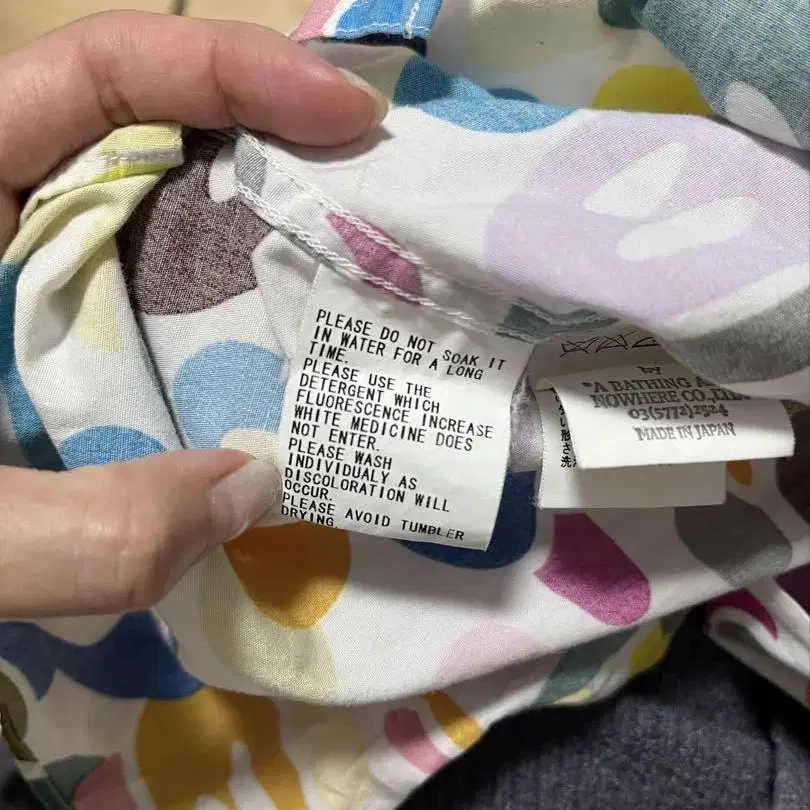 PLEASE DO NOT SOAK IT
IN WATER FOR A LONG
TIME.
PLEASE USE THE
DETERGENT WHICH
FLUORESCENCE INCREASE
WHITE MEDICINE DOES
NOT ENTER.
PLEASE WASH
INDIVIDUALY AS
DISCOLORATION WILL
OCCUR.
PLEASE AVOID TUMBLER
DRYING.
by
"A BATHING
NOWHERE CO.,
03(5772)2524
MADE IN JAPAN